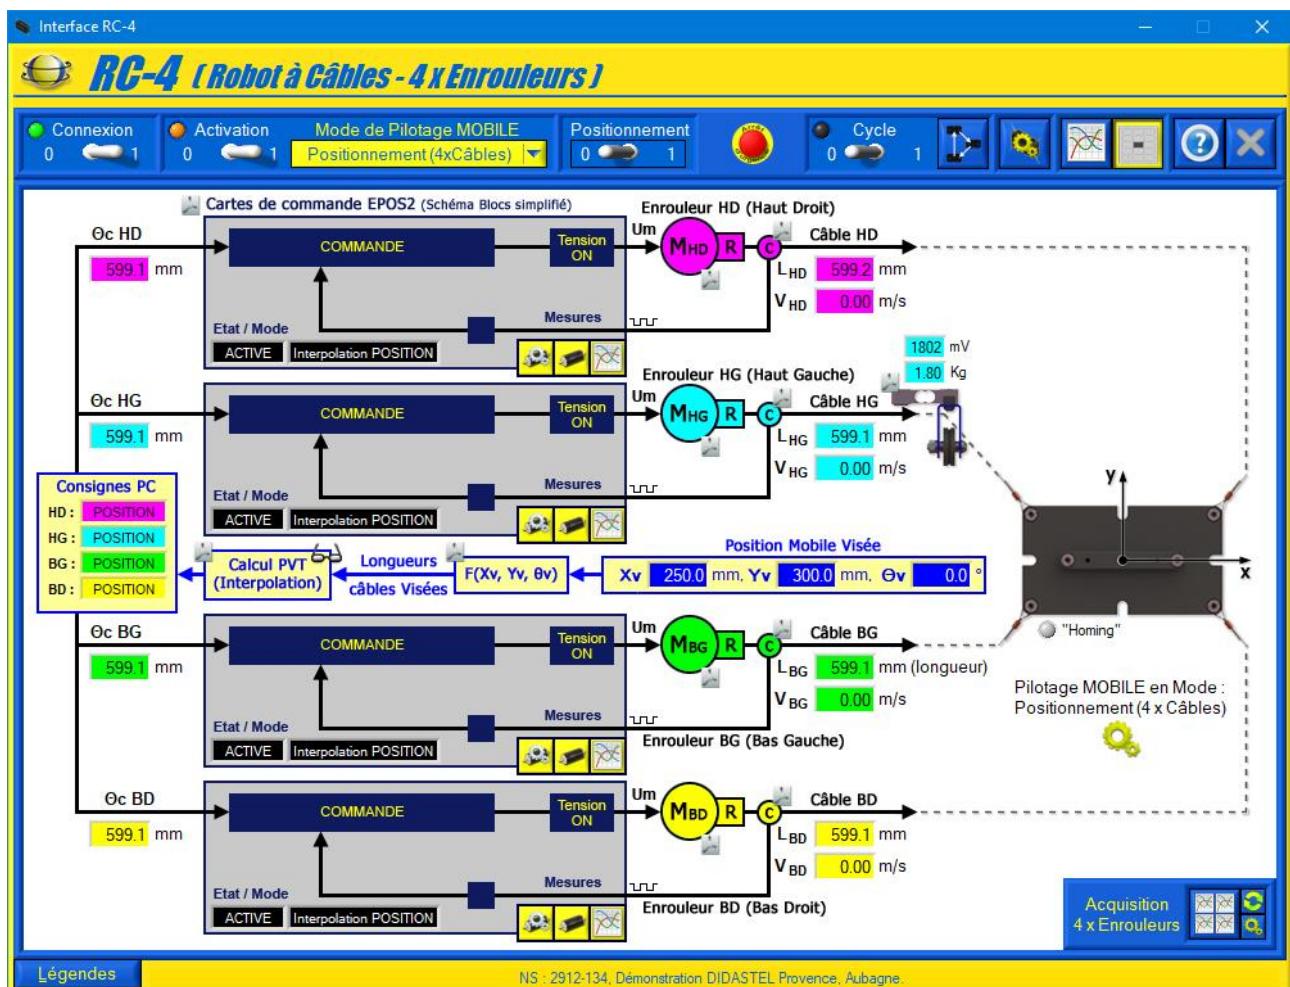 Interface RC-4
RC-4 ( Robot à Câbles - 4 x Enrouleurs )
Connexion
0 1
Activation
0 1
Mode de Pilotage MOBILE
Positionnement (4xCâbles)
Positionnement
0 1
Cycle
0 1
Cartes de commande EPOS2 (Schéma Blocs simplifié)
Enrouleur HD (Haut Droit)
Өc HD
599.1 mm
COMMANDE
Tension
ON
Um
MHD R C
Câble HD
LHD 599.2 mm
VHD 0.00 m/s
Mesures
Etat / Mode
ACTIVE Interpolation POSITION
1802 mV
1.80 Kg
Enrouleur HG (Haut Gauche)
Өc HG
599.1 mm
COMMANDE
Tension
ON
Um
MHG R C
Câble HG
LHG 599.1 mm
VHG 0.00 m/s
Mesures
Etat / Mode
ACTIVE Interpolation POSITION
Consignes PC
HD : POSITION
HG : POSITION
BG : POSITION
BD : POSITION
Calcul PVT
(Interpolation)
Longueurs
câbles Visées
F(Xv, Yv, θv)
Position Mobile Visée
Xv 250.0 mm, Yv 300.0 mm, Өv 0.0 °
y
x
"Homing"
Өc BG
599.1 mm
COMMANDE
Tension
ON
Um
MBG R C
Câble BG
LBG 599.1 mm (longueur)
VBG 0.00 m/s
Mesures
Etat / Mode
ACTIVE Interpolation POSITION
Enrouleur BG (Bas Gauche)
Pilotage MOBILE en Mode :
Positionnement (4 x Câbles)
Өc BD
599.1 mm
COMMANDE
Tension
ON
Um
MBD R C
Câble BD
LBD 599.1 mm
VBD 0.00 m/s
Mesures
Etat / Mode
ACTIVE Interpolation POSITION
Enrouleur BD (Bas Droit)
Acquisition
4 x Enrouleurs
Légendes
NS : 2912-134, Démonstration DIDASTEL Provence, Aubagne.